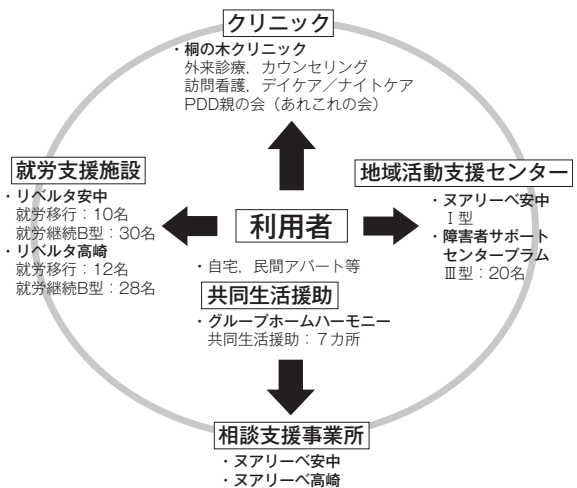 クリニック
・桐の木クリニック
外来診療，カウンセリング
訪問看護，デイケア／ナイトケア
PDD親の会（あれこれの会）
就労支援施設
・リベルタ安中
就労移行：10名
就労継続B型：30名
・リベルタ高崎
就労移行：12名
就労継続B型：28名
利用者
・自宅，民間アパート等
共同生活援助
・グループホームハーモニー
共同生活援助：７カ所
地域活動支援センター
・ヌアリーベ安中
Ⅰ型
・障害者サポート
センタープラム
Ⅲ型：20名
相談支援事業所
・ヌアリーベ安中
・ヌアリーベ高崎